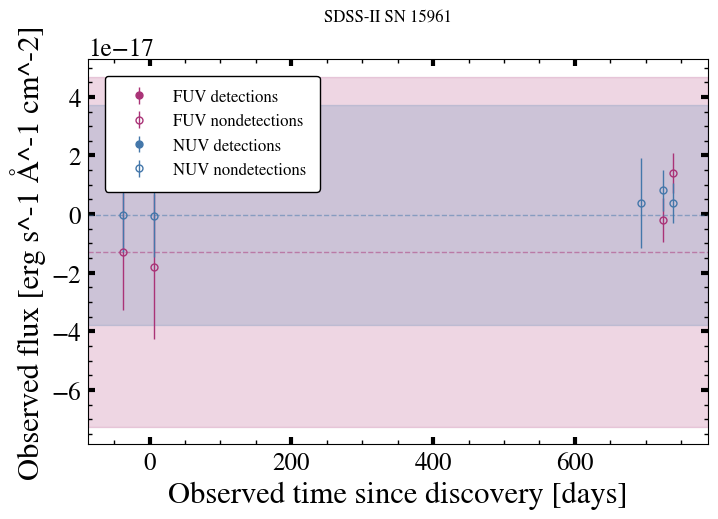 SDSS-II SN 15961
1e−17
Observed flux [erg s^-1 Å^-1 cm^-2]
FUV detections
FUV nondetections
NUV detections
NUV nondetections
4
2
0
−2
−4
−6
0 200 400 600
Observed time since discovery [days]